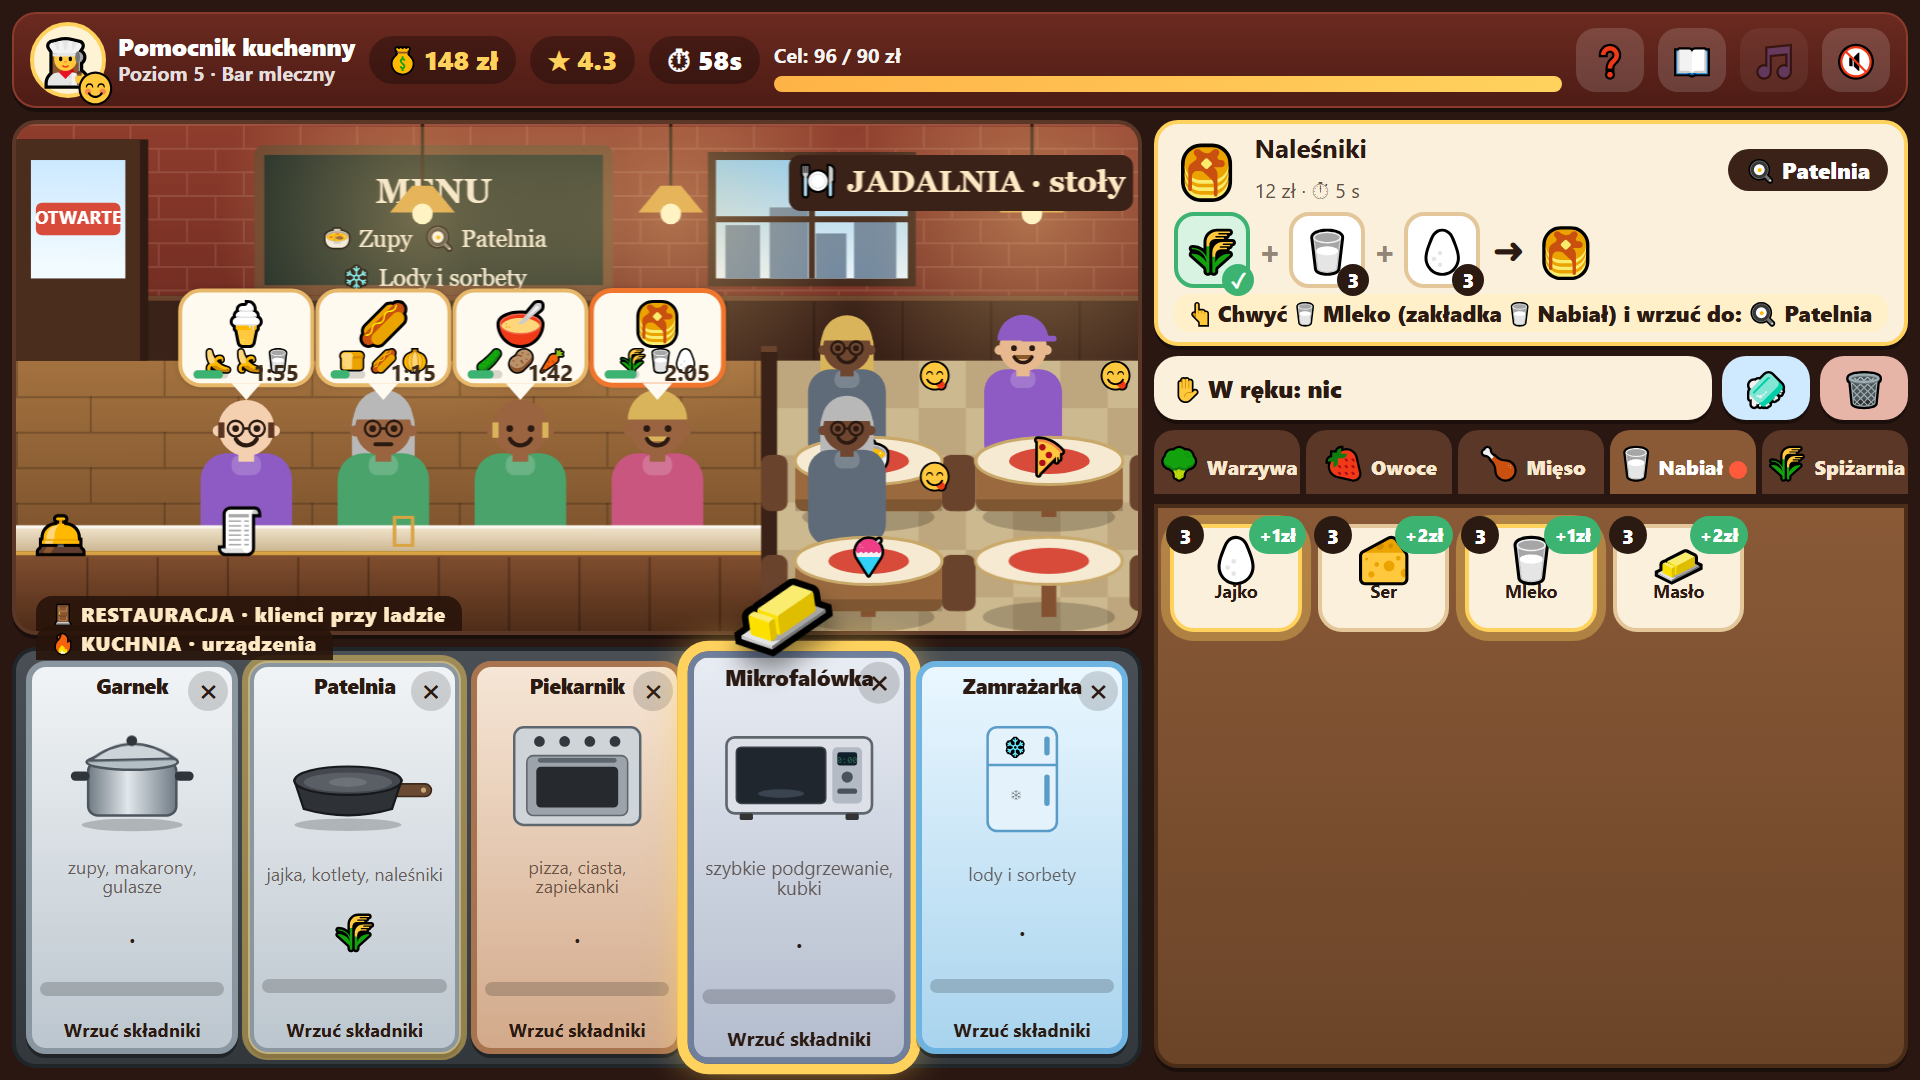 Pomocnik kuchenny
Poziom 5 · Bar mleczny
148 zł
★ 4.3
58s
Cel: 96 / 90 zł
OTWARTE
MENU
Zupy Patelnia
Lody i sorbety
JADALNIA · stoły
1:55
1:15
1:42
2:05
RESTAURACJA · klienci przy ladzie
KUCHNIA · urządzenia
Garnek
zupy, makarony,
gulasze
Wrzuć składniki
Patelnia
jajka, kotlety, naleśniki
Wrzuć składniki
Piekarnik
pizza, ciasta,
zapiekanki
Wrzuć składniki
Mikrofalówka
szybkie podgrzewanie,
kubki
Wrzuć składniki
Zamrażarka
lody i sorbety
Wrzuć składniki
Naleśniki
12 zł · 5 s
Patelnia
3
3
Chwyć Mleko (zakładka Nabiał) i wrzuć do: Patelnia
W ręku: nic
Warzywa
Owoce
Mięso
Nabiał
Spiżarnia
3 +1zł
Jajko
3 +2zł
Ser
3 +1zł
Mleko
3 +2zł
Masło